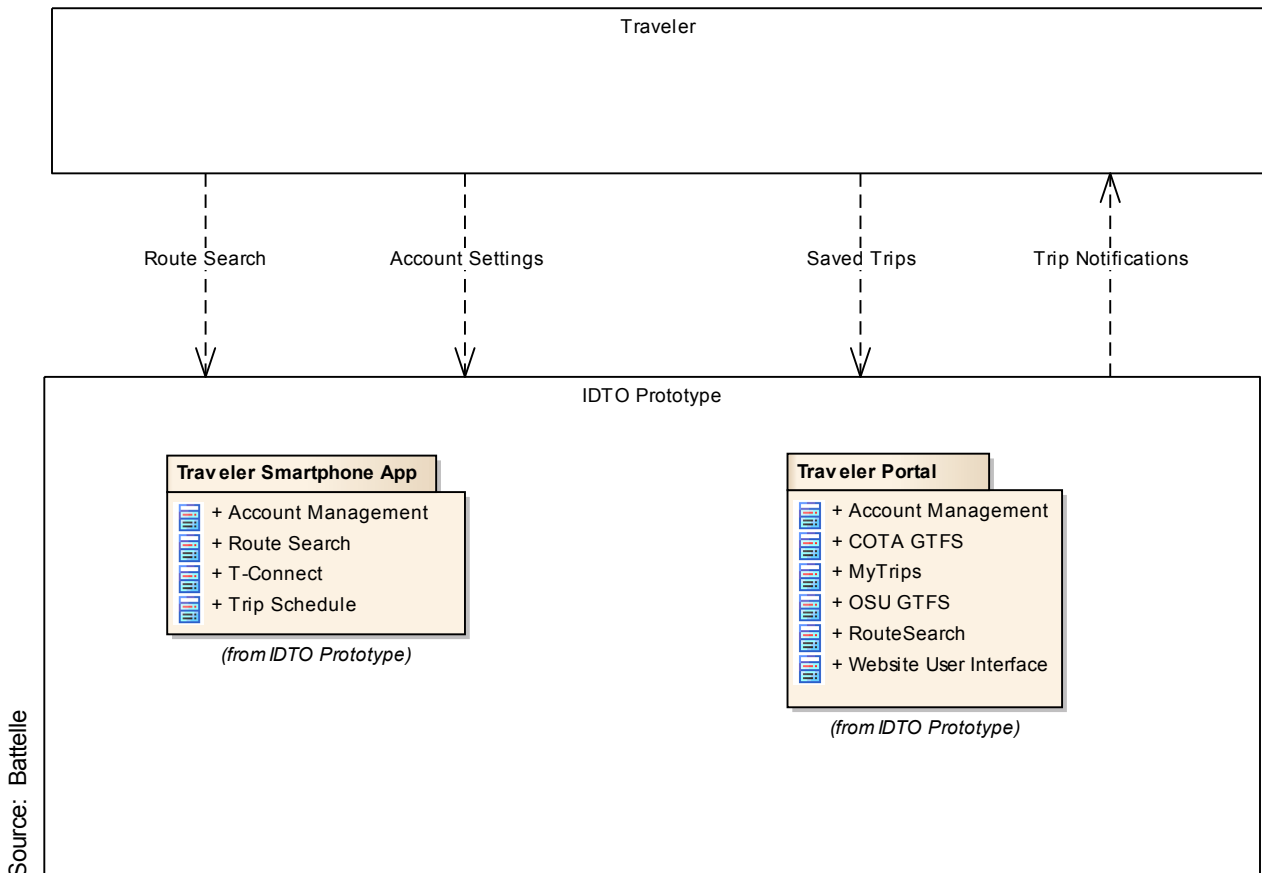 Traveler
Route Search
Account Settings
Saved Trips
Trip Notifications
IDTO Prototype
Traveler Smartphone App
+ Account Management
+ Route Search
+ T-Connect
+ Trip Schedule
(from IDTO Prototype)
Traveler Portal
+ Account Management
+ COTA GTFS
+ MyTrips
+ OSU GTFS
+ RouteSearch
+ Website User Interface
(from IDTO Prototype)
Source: Battelle